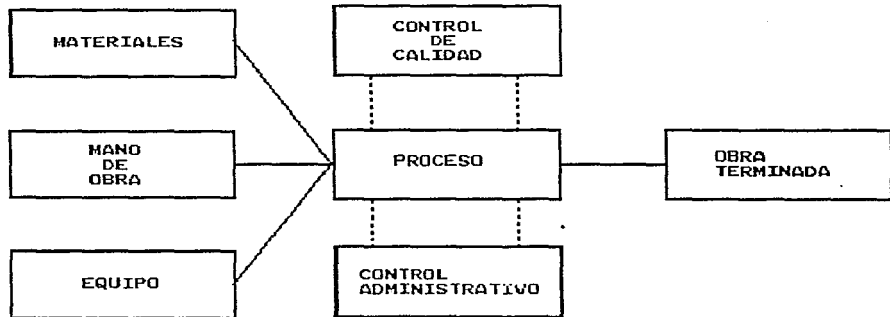 MATERIALES
CONTROL
DE
CALIDAD
MANO
DE
OBRA
PROCESO
OBRA
TERMINADA
EQUIPO
CONTROL
ADMINISTRATIVO